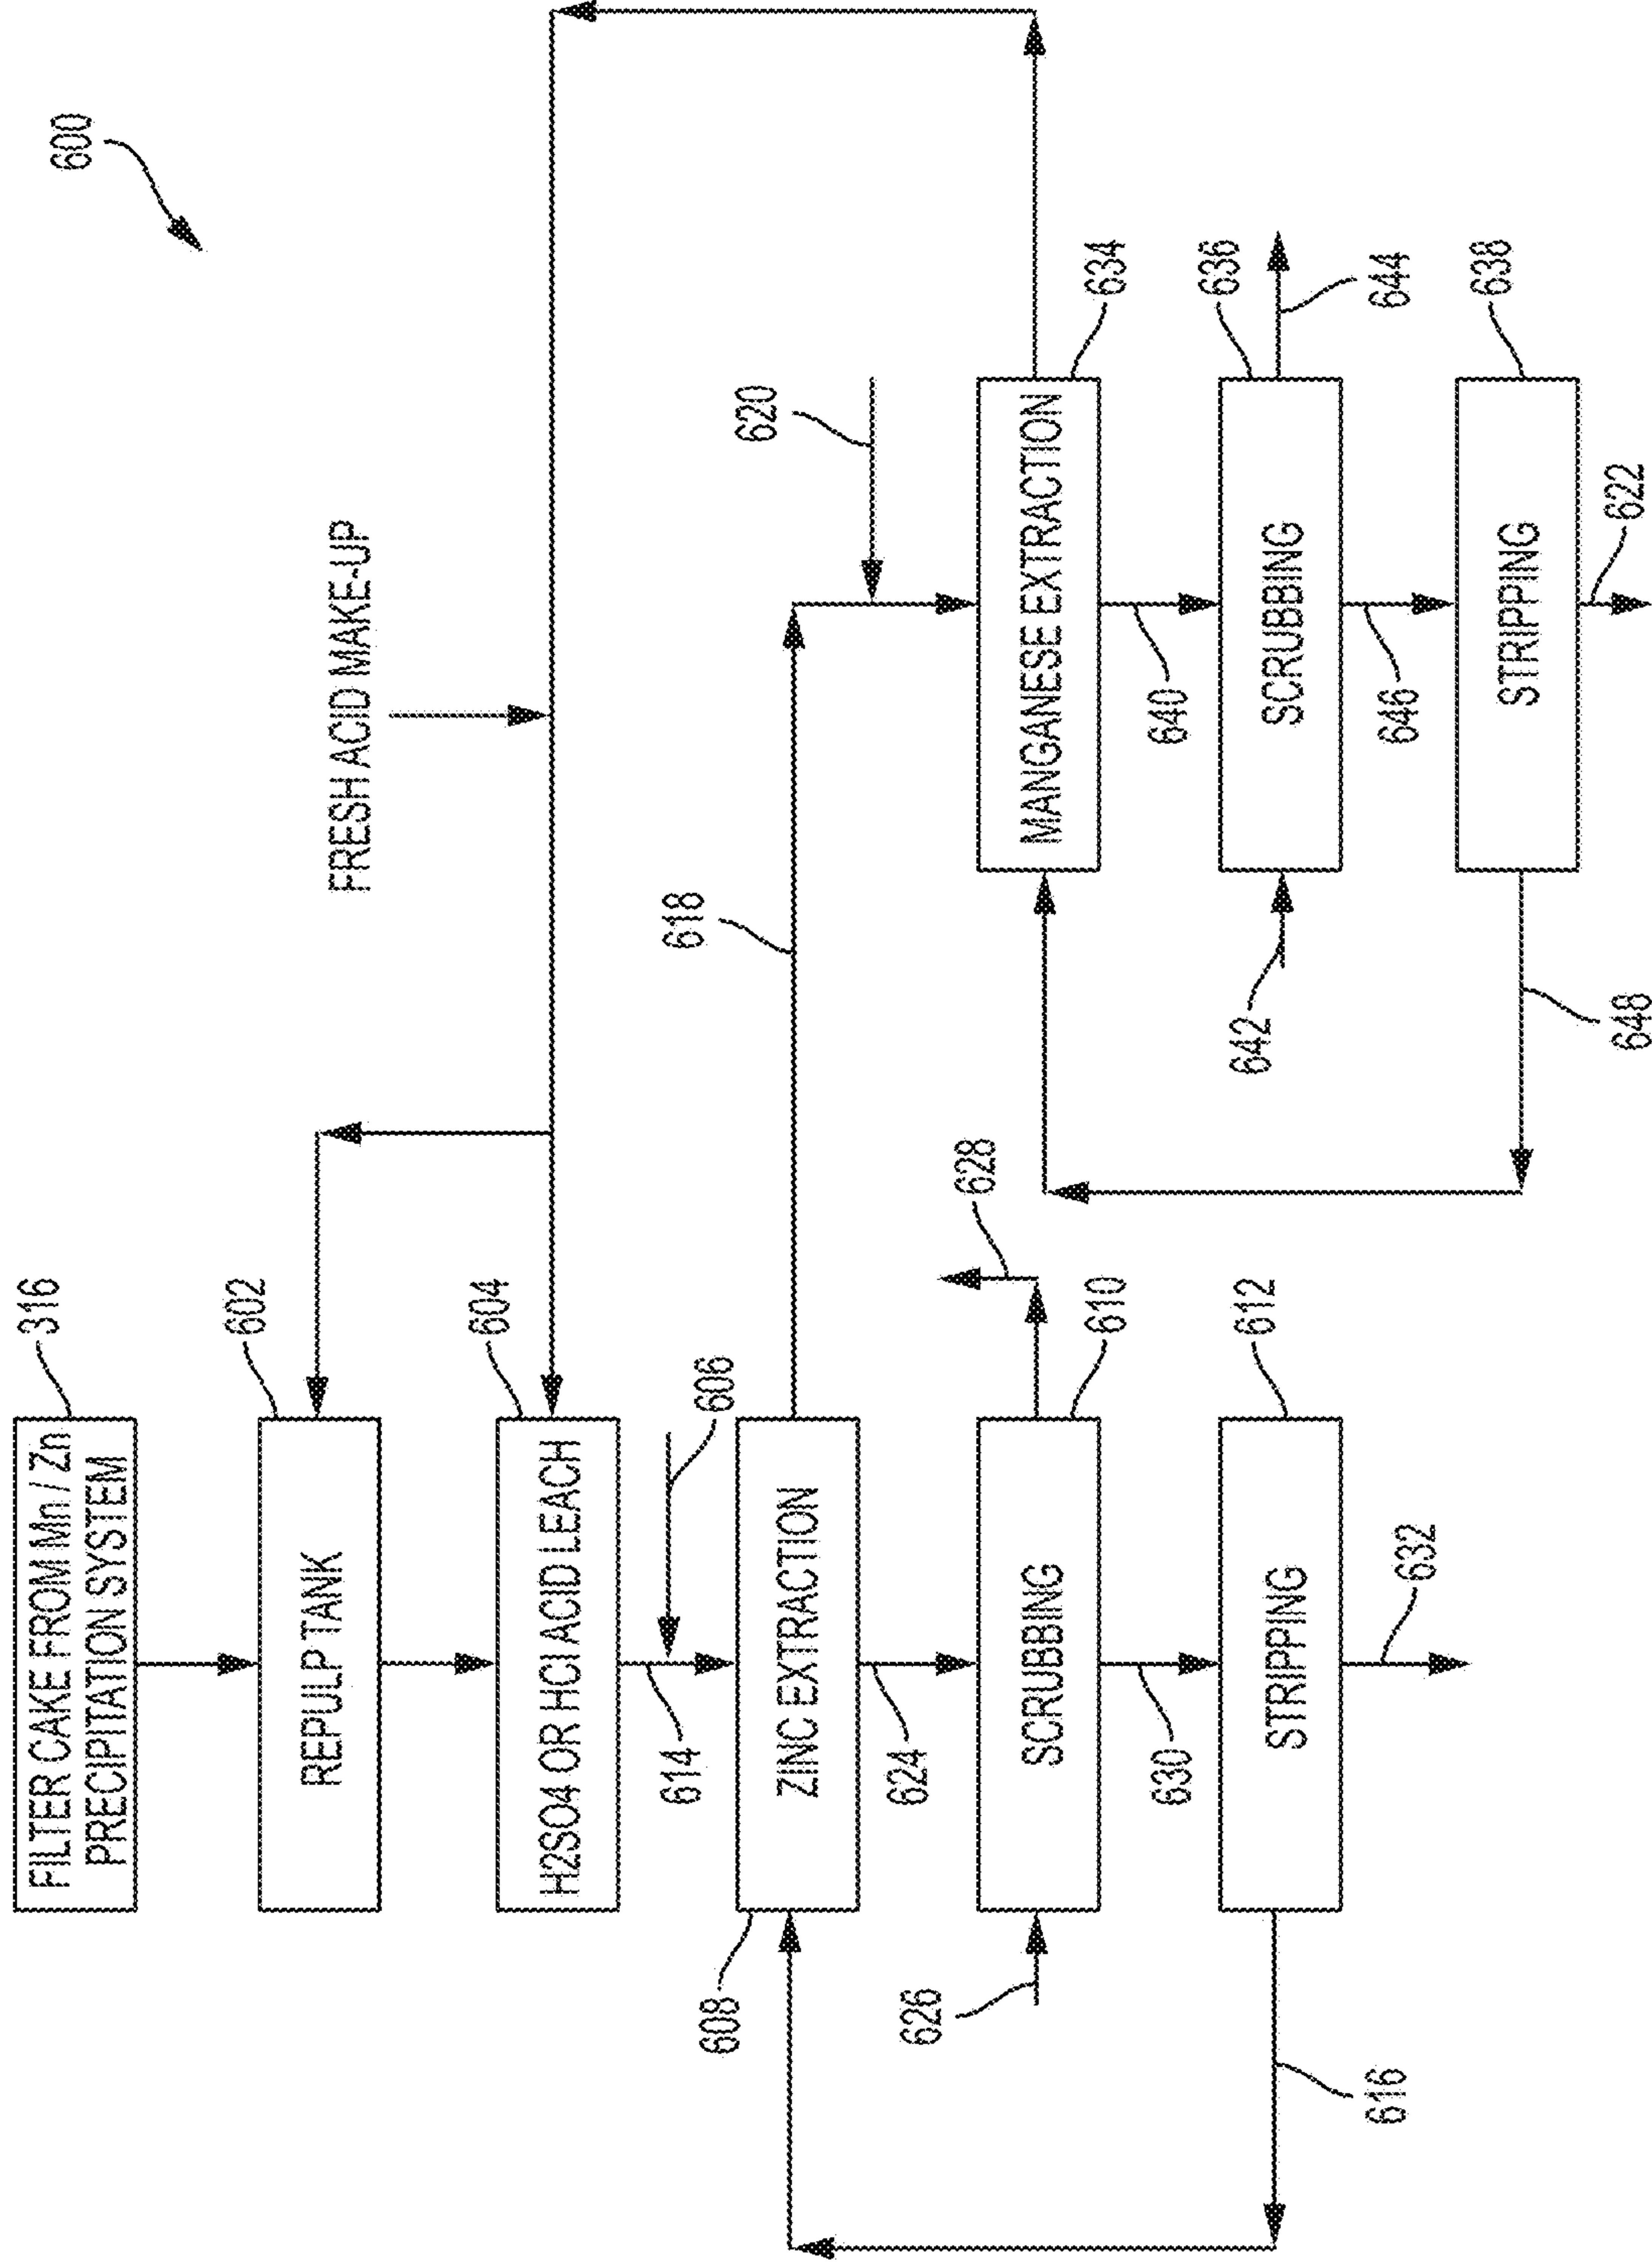 600
FILTER CAKE FROM Mn / Zn
PRECIPITATION SYSTEM
316
REPULP TANK
602
FRESH ACID MAKE-UP
H2SO4 OR HCl ACID LEACH
604
614
606
618
620
608
ZINC EXTRACTION
MANGANESE EXTRACTION
634
624
628
640
626
SCRUBBING
610
642
SCRUBBING
636
644
630
646
STRIPPING
612
STRIPPING
638
616
632
648
622